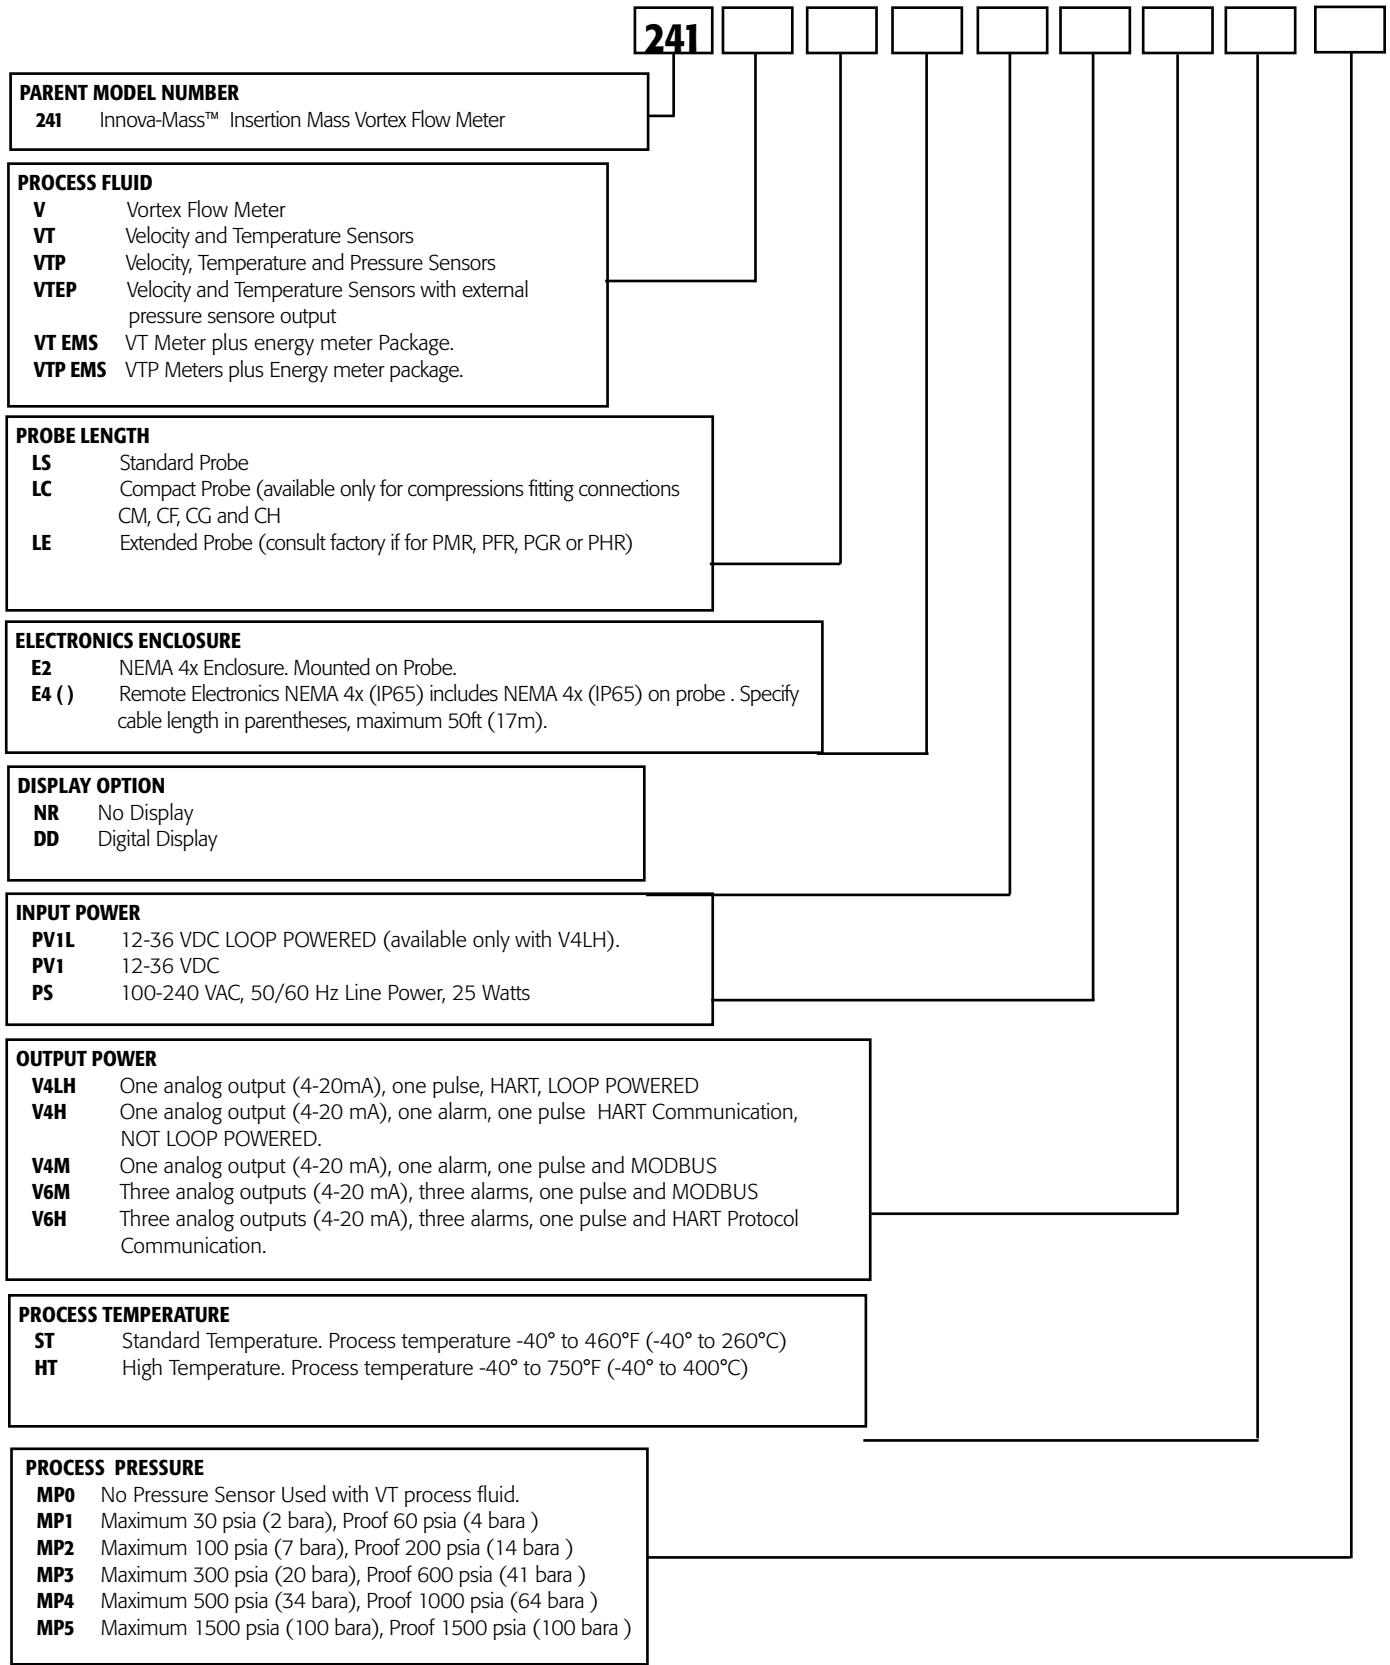 241
PARENT MODEL NUMBER
241 Innova-Mass™ Insertion Mass Vortex Flow Meter
PROCESS FLUID
V Vortex Flow Meter
VT Velocity and Temperature Sensors
VTP Velocity, Temperature and Pressure Sensors
VTEP Velocity and Temperature Sensors with external
pressure sensore output
VT EMS VT Meter plus energy meter Package.
VTP EMS VTP Meters plus Energy meter package.
PROBE LENGTH
LS Standard Probe
LC Compact Probe (available only for compressions fitting connections
CM, CF, CG and CH
LE Extended Probe (consult factory if for PMR, PFR, PGR or PHR)
ELECTRONICS ENCLOSURE
E2 NEMA 4x Enclosure. Mounted on Probe.
E4 ( ) Remote Electronics NEMA 4x (IP65) includes NEMA 4x (IP65) on probe . Specify
cable length in parentheses, maximum 50ft (17m).
DISPLAY OPTION
NR No Display
DD Digital Display
INPUT POWER
PV1L 12-36 VDC LOOP POWERED (available only with V4LH).
PV1 12-36 VDC
PS 100-240 VAC, 50/60 Hz Line Power, 25 Watts
OUTPUT POWER
V4LH One analog output (4-20mA), one pulse, HART, LOOP POWERED
V4H One analog output (4-20 mA), one alarm, one pulse HART Communication,
NOT LOOP POWERED.
V4M One analog output (4-20 mA), one alarm, one pulse and MODBUS
V6M Three analog outputs (4-20 mA), three alarms, one pulse and MODBUS
V6H Three analog outputs (4-20 mA), three alarms, one pulse and HART Protocol
Communication.
PROCESS TEMPERATURE
ST Standard Temperature. Process temperature -40° to 460°F (-40° to 260°C)
HT High Temperature. Process temperature -40° to 750°F (-40° to 400°C)
PROCESS PRESSURE
MP0 No Pressure Sensor Used with VT process fluid.
MP1 Maximum 30 psia (2 bara), Proof 60 psia (4 bara )
MP2 Maximum 100 psia (7 bara), Proof 200 psia (14 bara )
MP3 Maximum 300 psia (20 bara), Proof 600 psia (41 bara )
MP4 Maximum 500 psia (34 bara), Proof 1000 psia (64 bara )
MP5 Maximum 1500 psia (100 bara), Proof 1500 psia (100 bara )